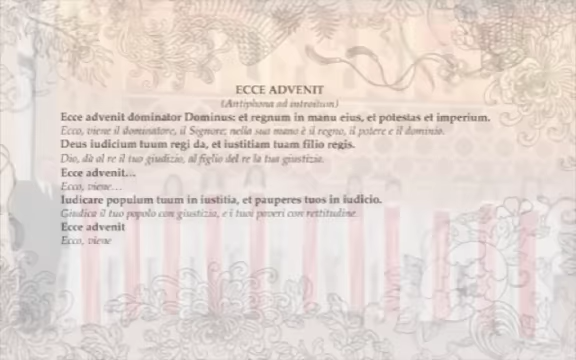 ECCE ADVENIT
(Antiphona ad introitum)
Ecce advenit dominator Dominus: et regnum in manu eius, et potestas et imperium.
Ecco, viene il dominatore, il Signore; nella sua mano è il regno, il potere e il dominio.
Deus iudicium tuum regi da, et iustitiam tuam filio regis.
Dio, dà al re il tuo giudizio, al figlio del re la tua giustizia.
Ecce advenit...
Ecco, viene...
Iudicare populum tuum in iustitia, et pauperes tuos in iudicio.
Giudica il tuo popolo con giustizia, e i tuoi poveri con rettitudine.
Ecce advenit
Ecco, viene